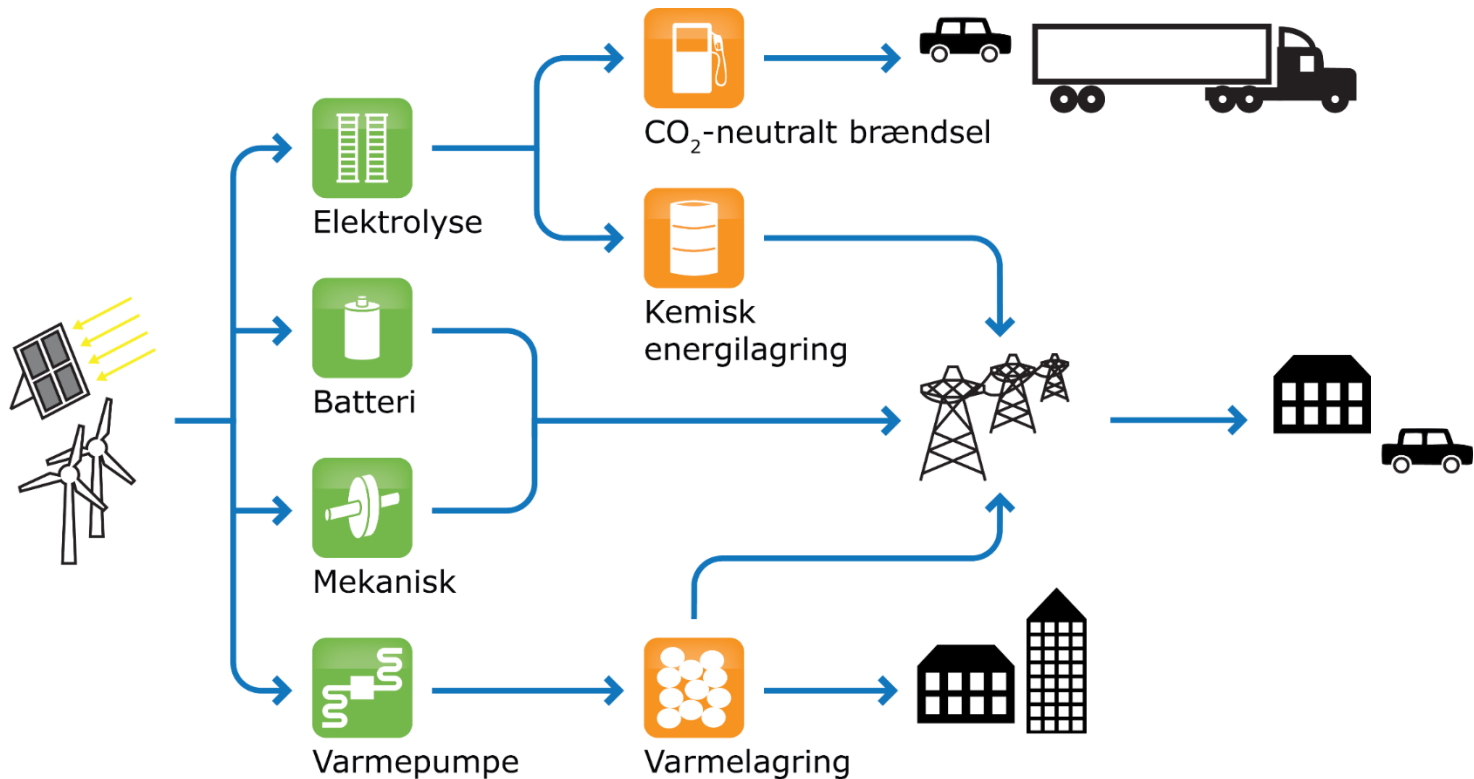 CO₂-neutralt brændsel
Elektrolyse
Kemisk
energilagring
Batteri
Mekanisk
Varmepumpe
Varmelagring